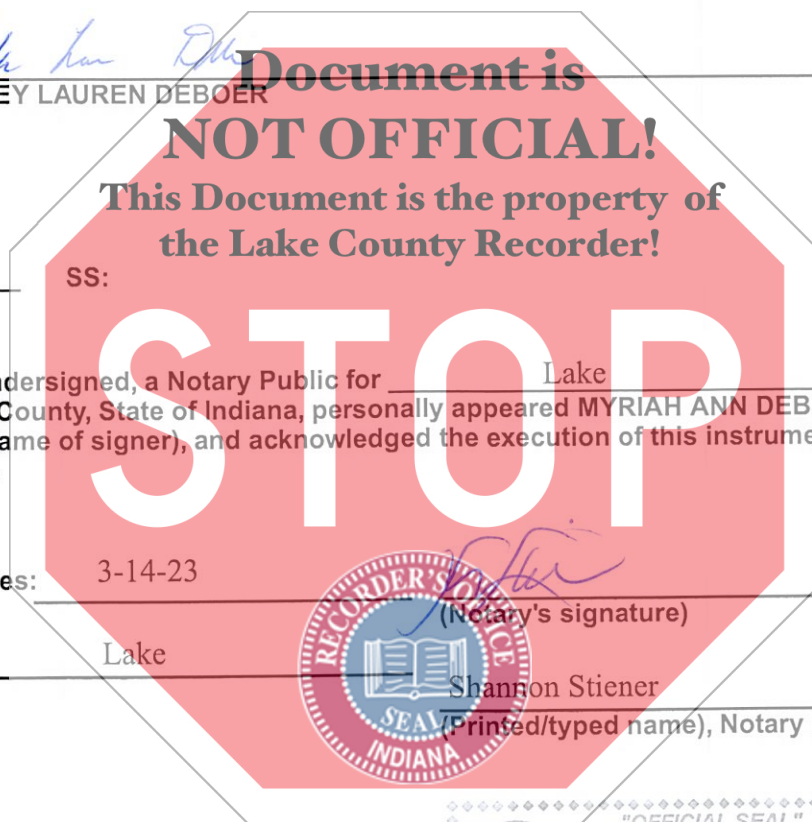 Document is
EY LAUREN DEBOER
NOT OFFICIAL!
This Document is the property of
the Lake County Recorder!
SS:
STOP
dersigned, a Notary Public for Lake
County, State of Indiana, personally appeared MYRIAH ANN DEB
ame of signer), and acknowledged the execution of this instrume
es: 3-14-23
RECORDER'S OFFICE
(Notary's signature)
Lake
Shannon Stiener
SEAL
(Printed/typed name), Notary
INDIANA
"OFFICIAL SEAL"